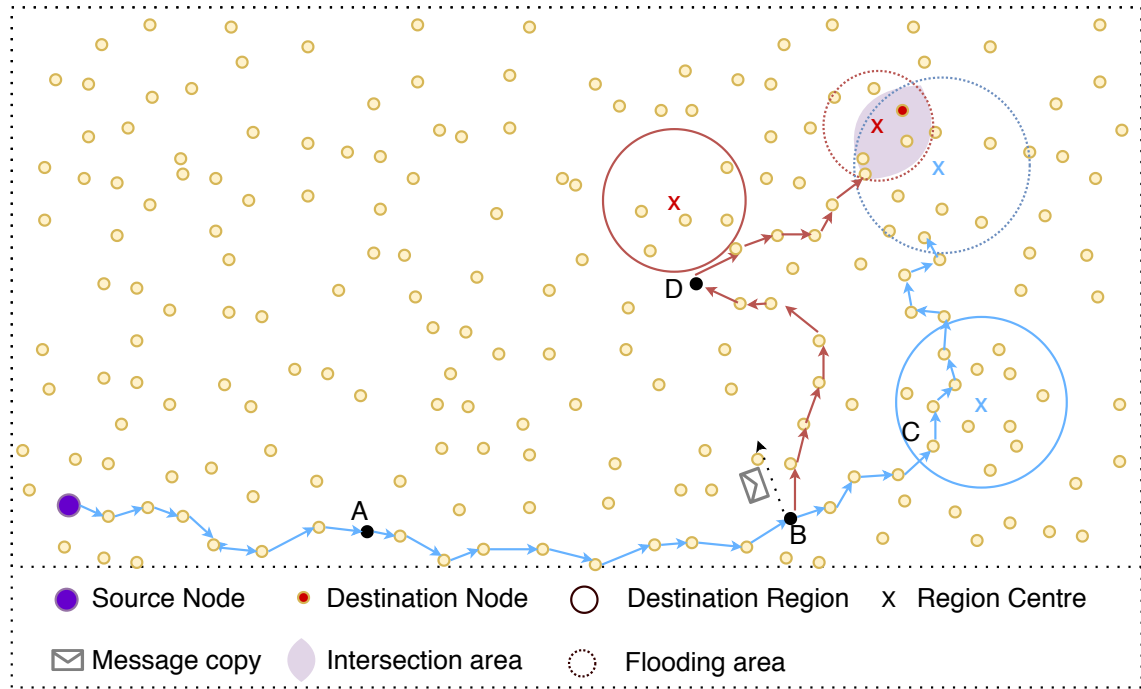 X
X
X
D
X
C
A
B
Source Node
Destination Node
Destination Region
X Region Centre
Message copy
Intersection area
Flooding area